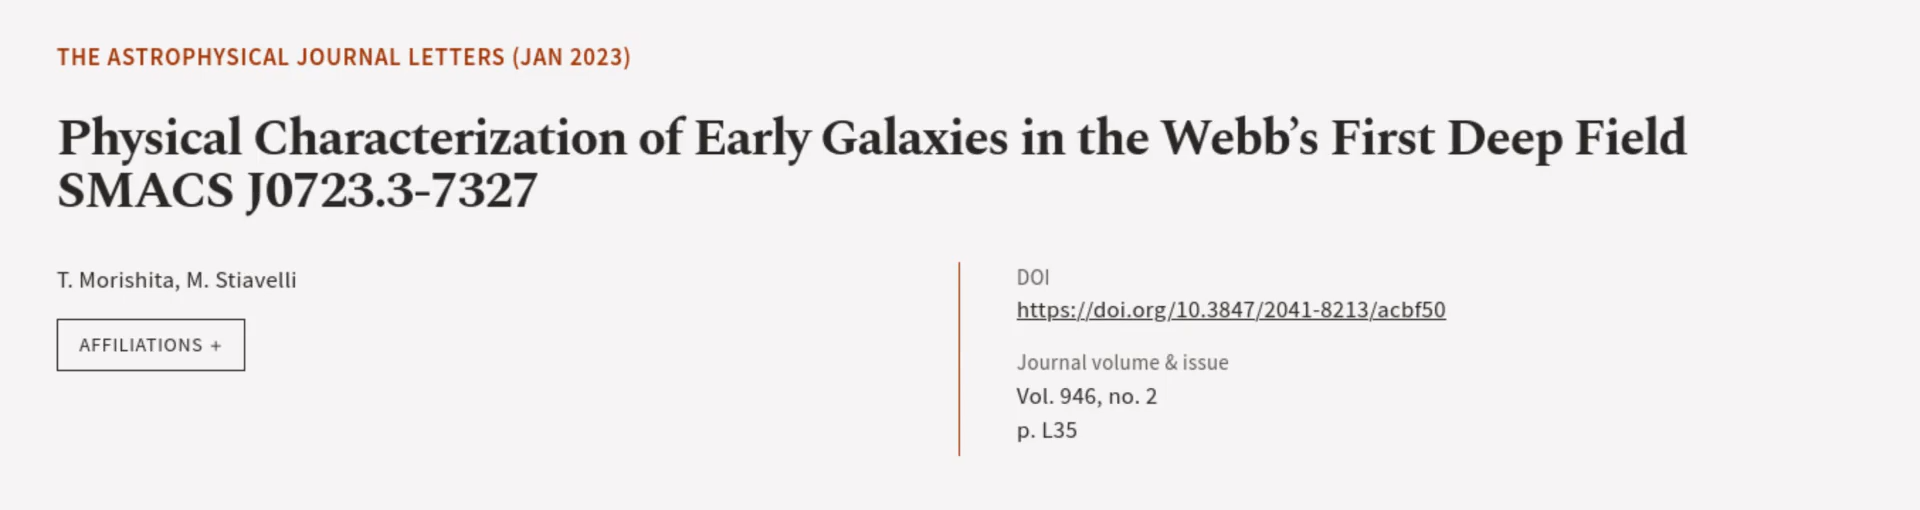 THE ASTROPHYSICAL JOURNAL LETTERS (JAN 2023)
Physical Characterization of Early Galaxies in the Webb’s First Deep Field
SMACS J0723.3-7327
T. Morishita, M. Stiavelli
AFFILIATIONS +
DOI
https://doi.org/10.3847/2041-8213/acbf50
Journal volume & issue
Vol. 946, no. 2
p. L35